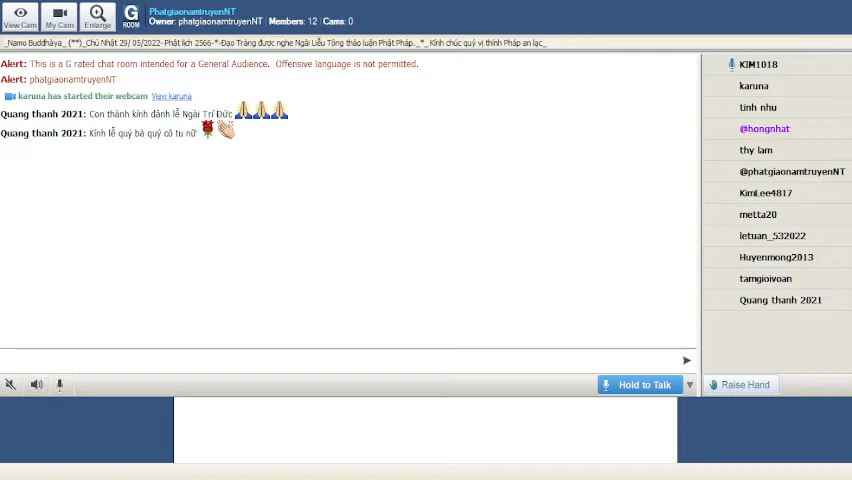 View Cam
My Cam
Enlarge
G
ROOM
PhatgiaonamtruyenNT
Owner: phatgiaonamtruyenNT | Members: 12 | Cams: 0
_Namo Buddhàya_ (**)_Chủ Nhật 29/ 05/2022- Phật lịch 2566-*-Đạo Tràng được nghe Ngài Liễu Tông thảo luận Phật Pháp._*_ Kính chúc quý vị thính Pháp an lạc_
Alert: This is a G rated chat room intended for a General Audience. Offensive language is not permitted.
Alert: phatgiaonamtruyenNT
karuna has started their webcam View karuna
Quang thanh 2021: Con thành kính đảnh lễ Ngài Trí Đức
Quang thanh 2021: Kính lễ quý bà quý cô tu nữ
KIM1018
karuna
tinh nhu
@hongnhat
thy lam
@phatgiaonamtruyenNT
KimLee4817
metta20
letuan_532022
Huyenmong2013
tamgioivoan
Quang thanh 2021
Hold to Talk
Raise Hand